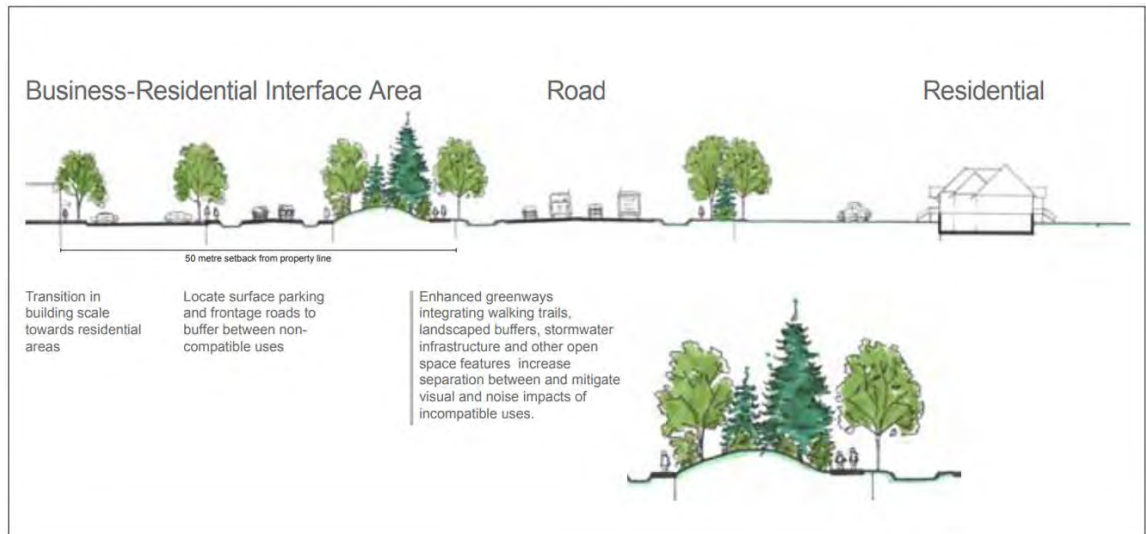 Business-Residential Interface Area
Road
Residential
50 metre setback from property line
Transition in
building scale
towards residential
areas
Locate surface parking
and frontage roads to
buffer between non-
compatible uses
Enhanced greenways
integrating walking trails,
landscaped buffers, stormwater
infrastructure and other open
space features increase
separation between and mitigate
visual and noise impacts of
incompatible uses.